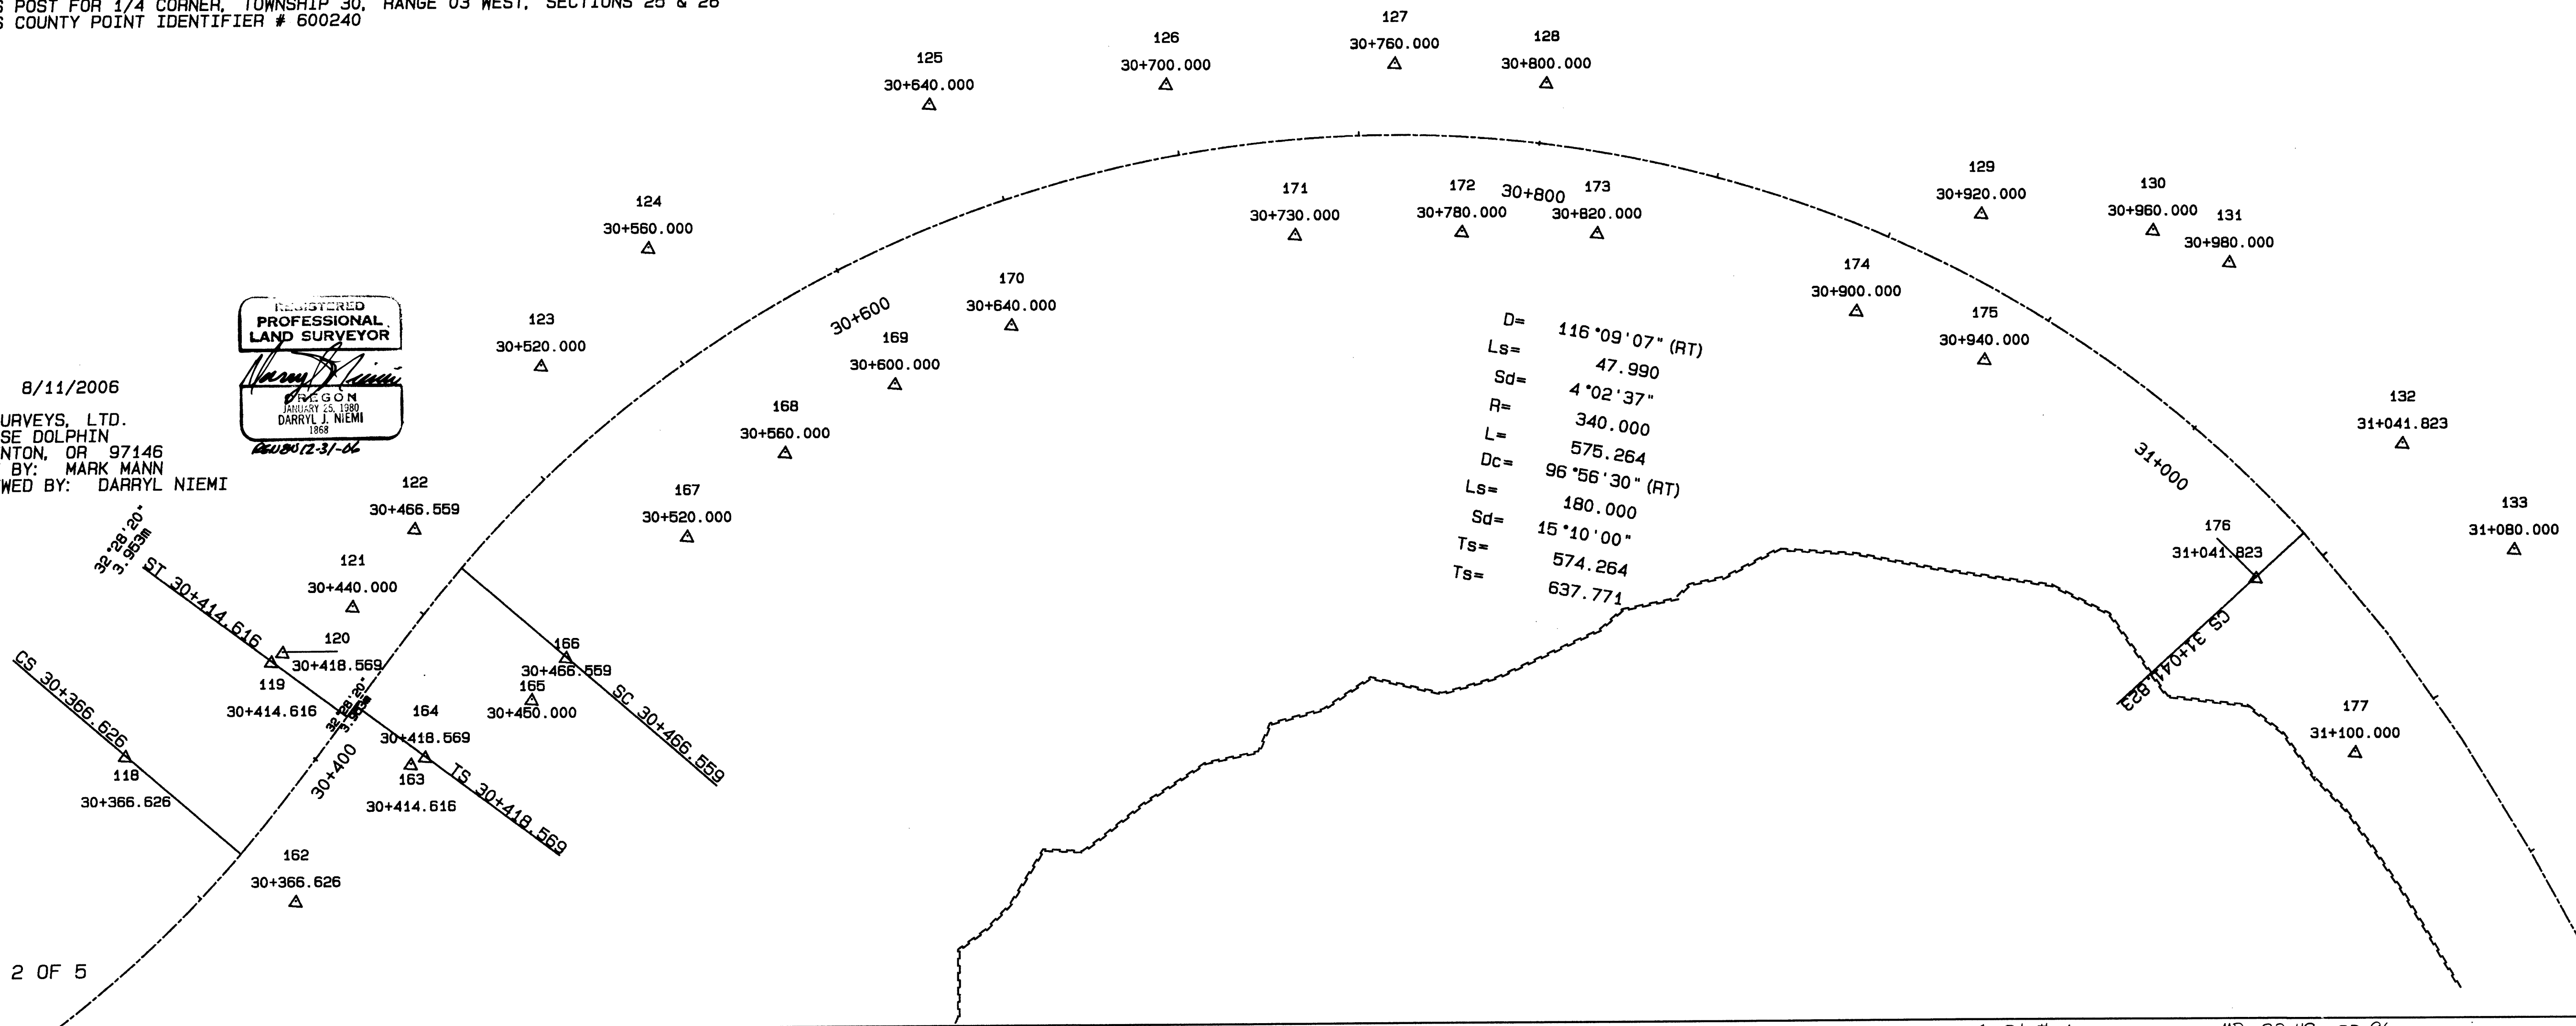 POST FOR 1/4 CORNER, TOWNSHIP 30, RANGE 03 WEST, SECTIONS 25 & 26
COUNTY POINT IDENTIFIER # 600240
127
30+760.000
128
30+800.000
126
30+700.000
125
30+640.000
124
30+560.000
129
30+920.000
130
30+960.000
131
30+980.000
171
30+730.000
172
30+780.000
30+800
173
30+820.000
170
30+640.000
174
30+900.000
175
30+940.000
123
30+520.000
30+600
169
30+600.000
REGISTERED
PROFESSIONAL
LAND SURVEYOR
OREGON
JANUARY 25, 1980
DARRYL J. NIEMI
1868
RENEWS 12-31-06
8/11/2006
URVEYS, LTD.
SE DOLPHIN
NTON, OR 97146
BY: MARK MANN
WED BY: DARRYL NIEMI
168
30+560.000
D= 116°09'07" (RT)
Ls= 47.990
Sd= 4°02'37"
R= 340.000
L= 575.264
Dc= 96°56'30" (RT)
Ls= 180.000
Sd= 15°10'00"
Ts= 574.264
Ts= 637.771
132
31+041.823
31+000
122
30+466.559
167
30+520.000
133
31+080.000
176
31+041.823
32°28'20"
3.953m
121
30+440.000
ST 30+414.616
120
30+418.569
CS 30+366.626
119
30+414.616
32°28'20"
166
30+466.559
165
30+450.000
SC 30+466.559
CS 31+041.823
164
30+418.569
163
30+414.616
TS 30+418.569
30+400
118
30+366.626
177
31+100.000
162
30+366.626
2 OF 5